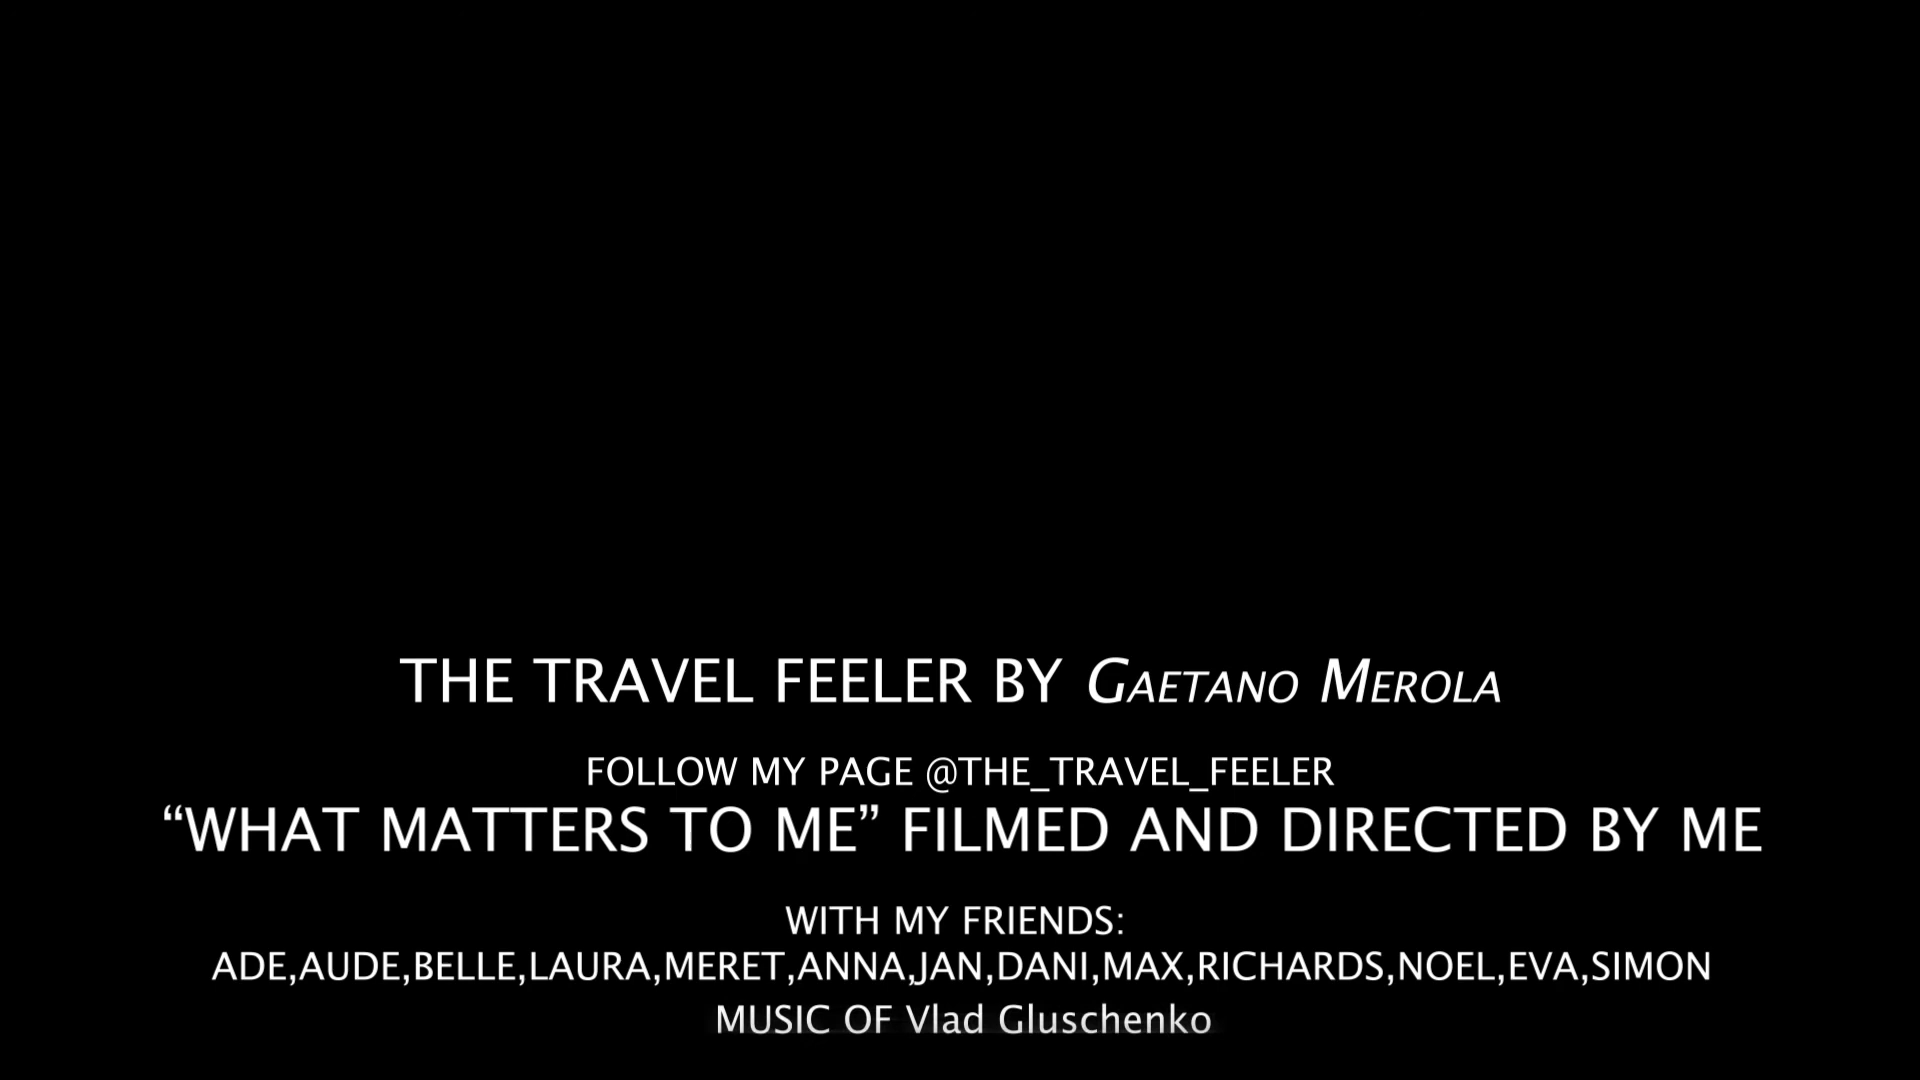 THE TRAVEL FEELER BY Gaetano Merola
FOLLOW MY PAGE @THE_TRAVEL_FEELER
“WHAT MATTERS TO ME” FILMED AND DIRECTED BY ME
WITH MY FRIENDS:
ADE,AUDE,BELLE,LAURA,MERET,ANNA,JAN,DANI,MAX,RICHARDS,NOEL,EVA,SIMON
MUSIC OF Vlad Gluschenko